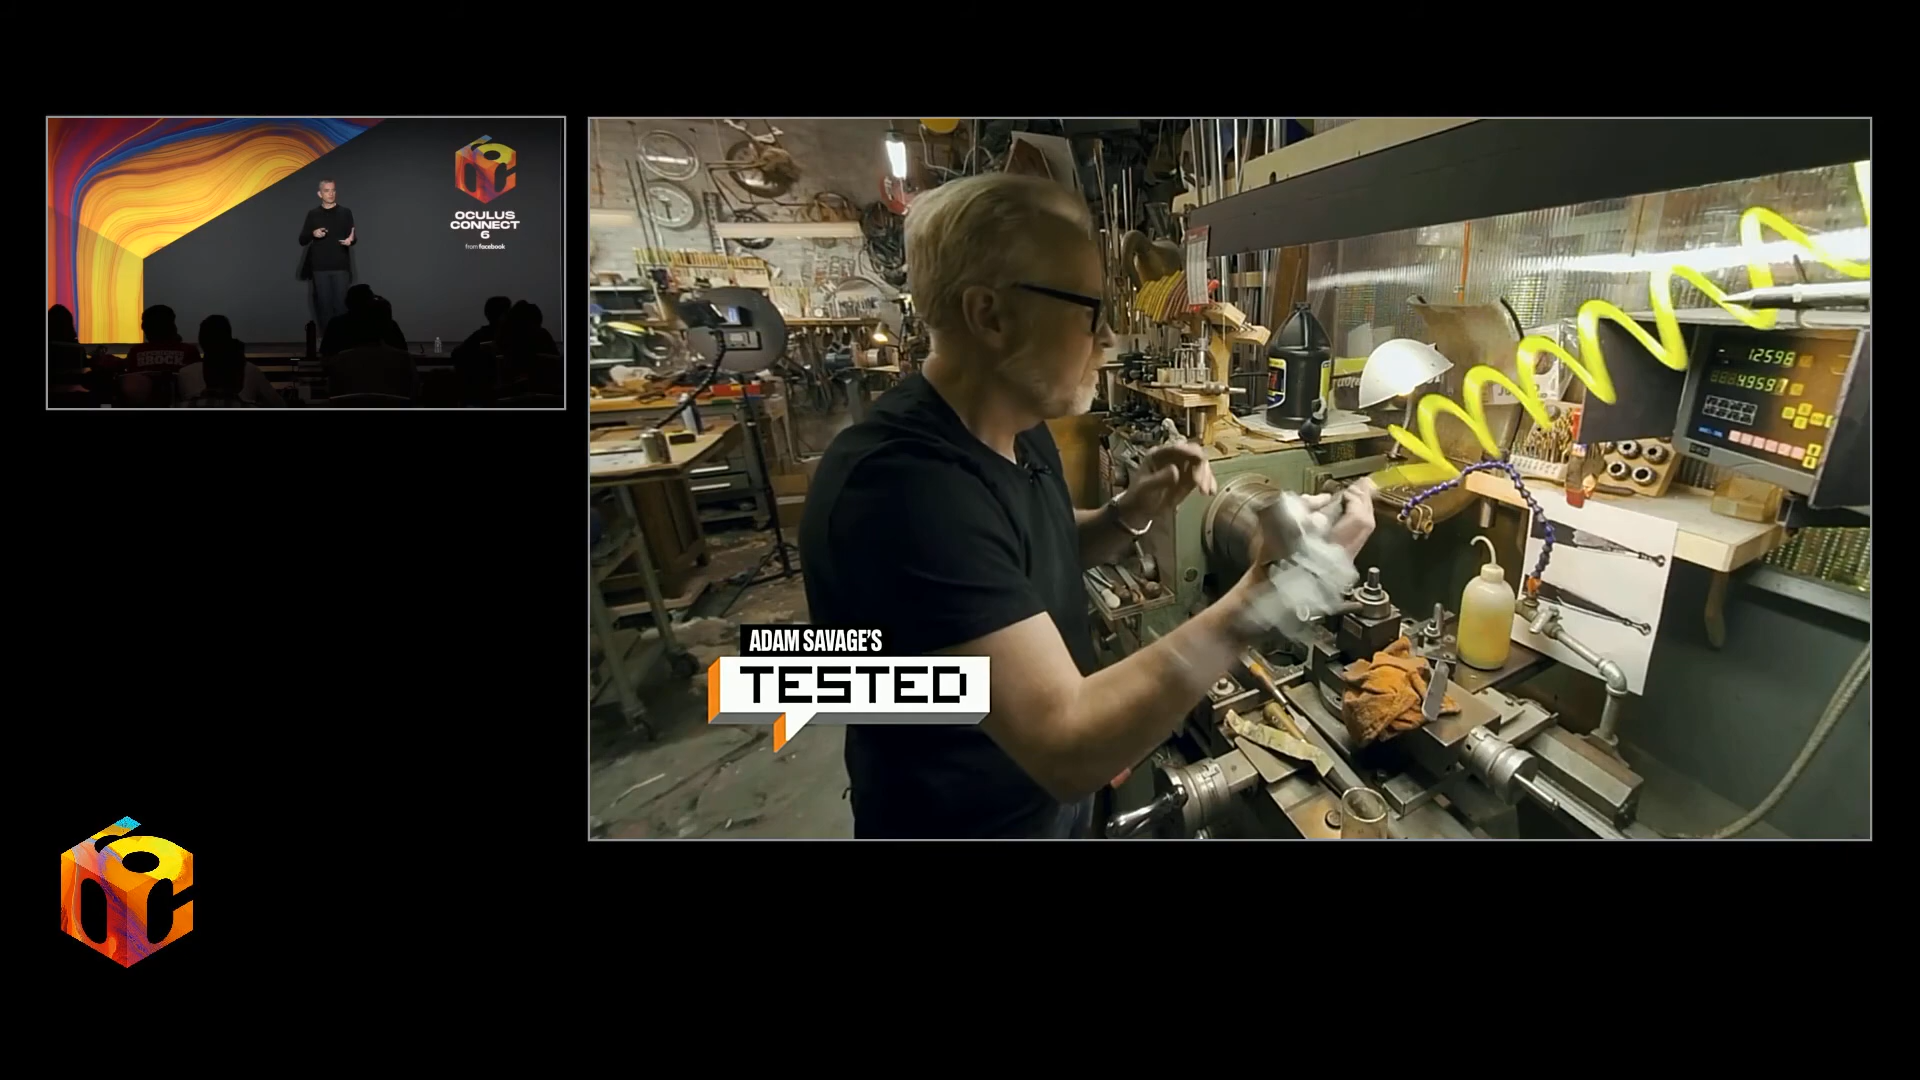 OCULUS
CONNECT
6
from facebook
ADAM SAVAGE'S
TESTED
12598
49597